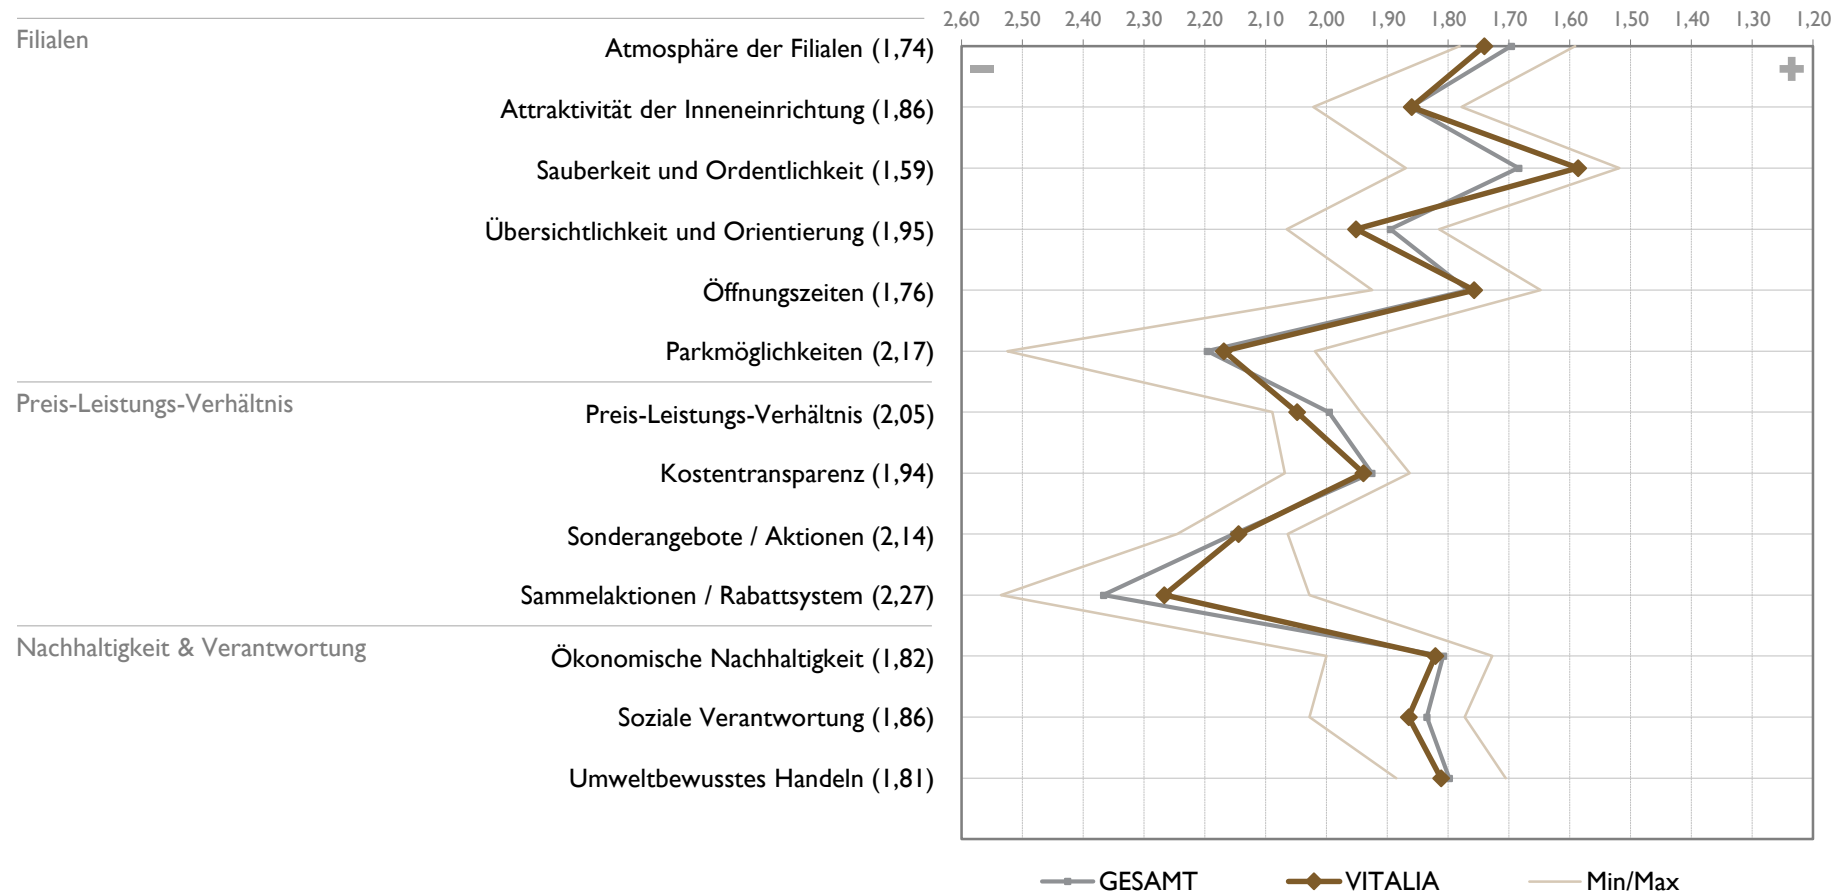 2,60 2,50 2,40 2,30 2,20 2,10 2,00 1,90 1,80 1,70 1,60 1,50 1,40 1,30 1,20
Filialen
Atmosphäre der Filialen (1,74)
Attraktivität der Inneneinrichtung (1,86)
Sauberkeit und Ordentlichkeit (1,59)
Übersichtlichkeit und Orientierung (1,95)
Öffnungszeiten (1,76)
Parkmöglichkeiten (2,17)
Preis-Leistungs-Verhältnis
Preis-Leistungs-Verhältnis (2,05)
Kostentransparenz (1,94)
Sonderangebote / Aktionen (2,14)
Sammelaktionen / Rabattsystem (2,27)
Nachhaltigkeit & Verantwortung
Ökonomische Nachhaltigkeit (1,82)
Soziale Verantwortung (1,86)
Umweltbewusstes Handeln (1,81)
GESAMT VITALIA Min/Max